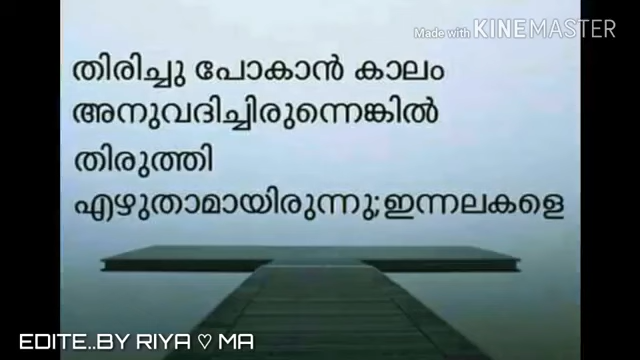 Made with KINEMASTER
തിരിച്ചു പോകാൻ കാലം
അനുവദിച്ചിരുന്നെങ്കിൽ
തിരുത്തി
എഴുതാമായിരുന്നു;ഇന്നലകളെ
EDITE..BY RIYA ♡ MA